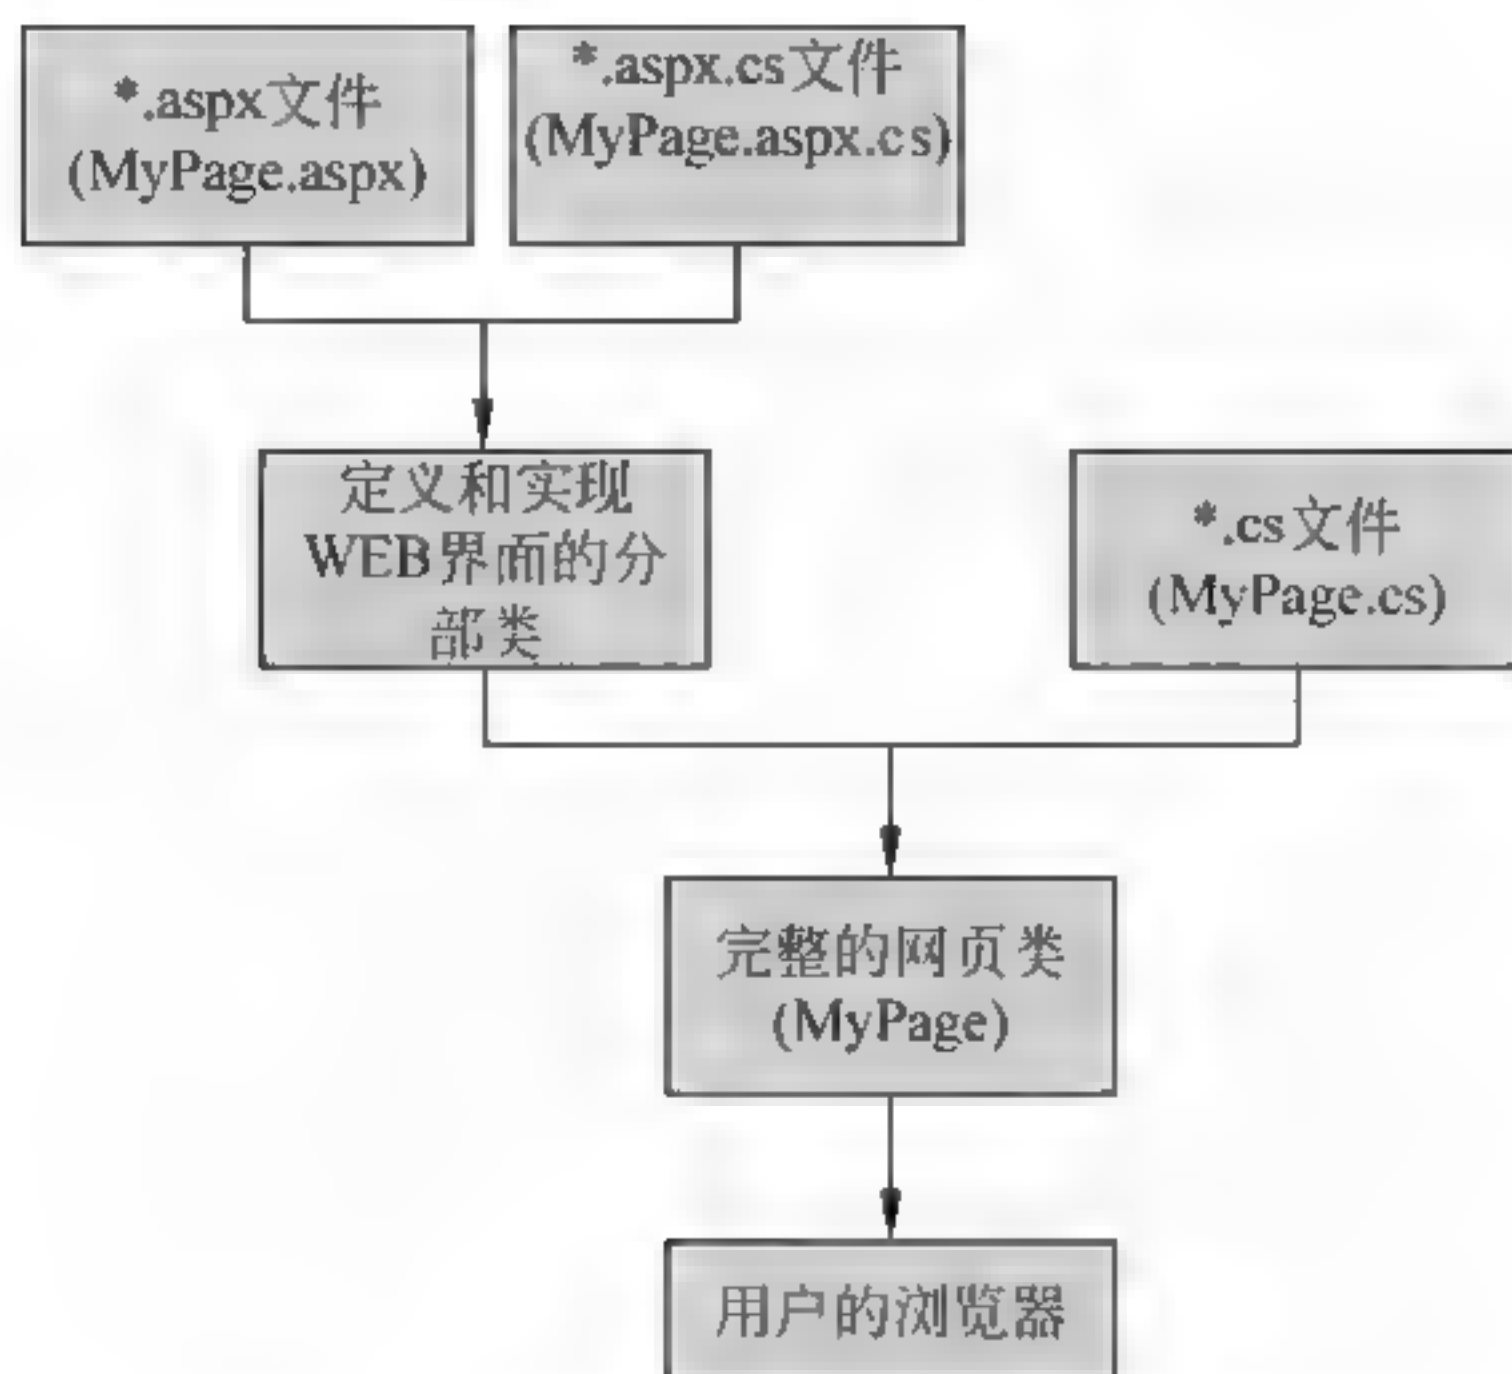 *.aspx文件
(MyPage.aspx)
*.aspx.cs文件
(MyPage.aspx.cs)
定义和实现
WEB界面的分
部类
*.cs文件
(MyPage.cs)
完整的网页类
(MyPage)
用户的浏览器